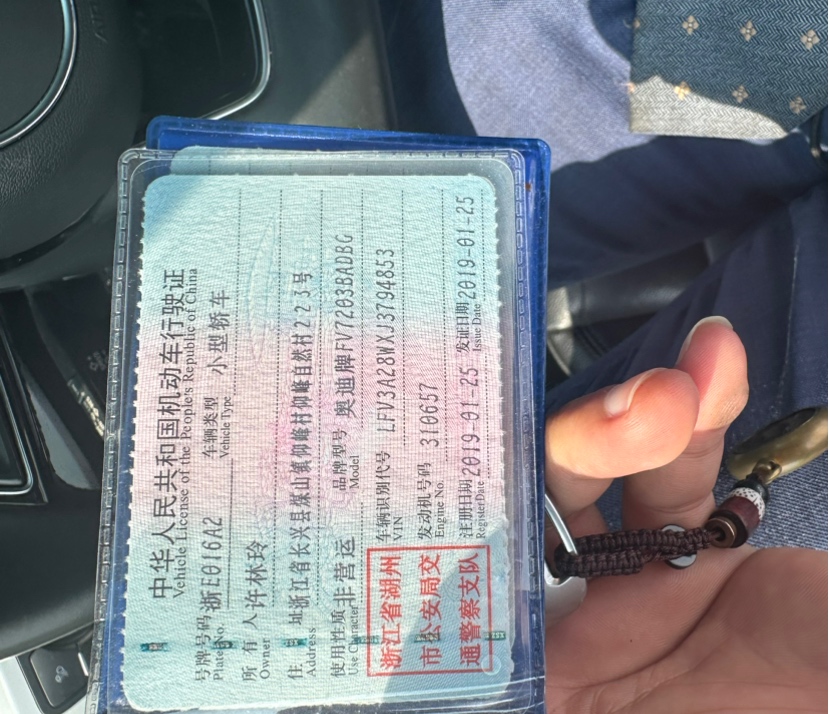 中华人民共和国机动车行驶证
Vehicle License of the People's Republic of China
号牌号码 浙E016A2 车辆类型 小型轿车
Plate No. Vehicle Type
所有人 许林玲
Owner
住址 浙江省长兴县煤山镇仰峰村仰峰自然村223号
Address
使用性质 非营运 品牌型号 奥迪牌FV7203BADBG
Use Character Model
浙江省湖州
市公安局交
通警察支队
车辆识别代号 LFV3A28WXJ3794853
VIN
发动机号码 310657
Engine No.
注册日期 2019-01-25 发证日期 2019-01-25
Register Date Issue Date